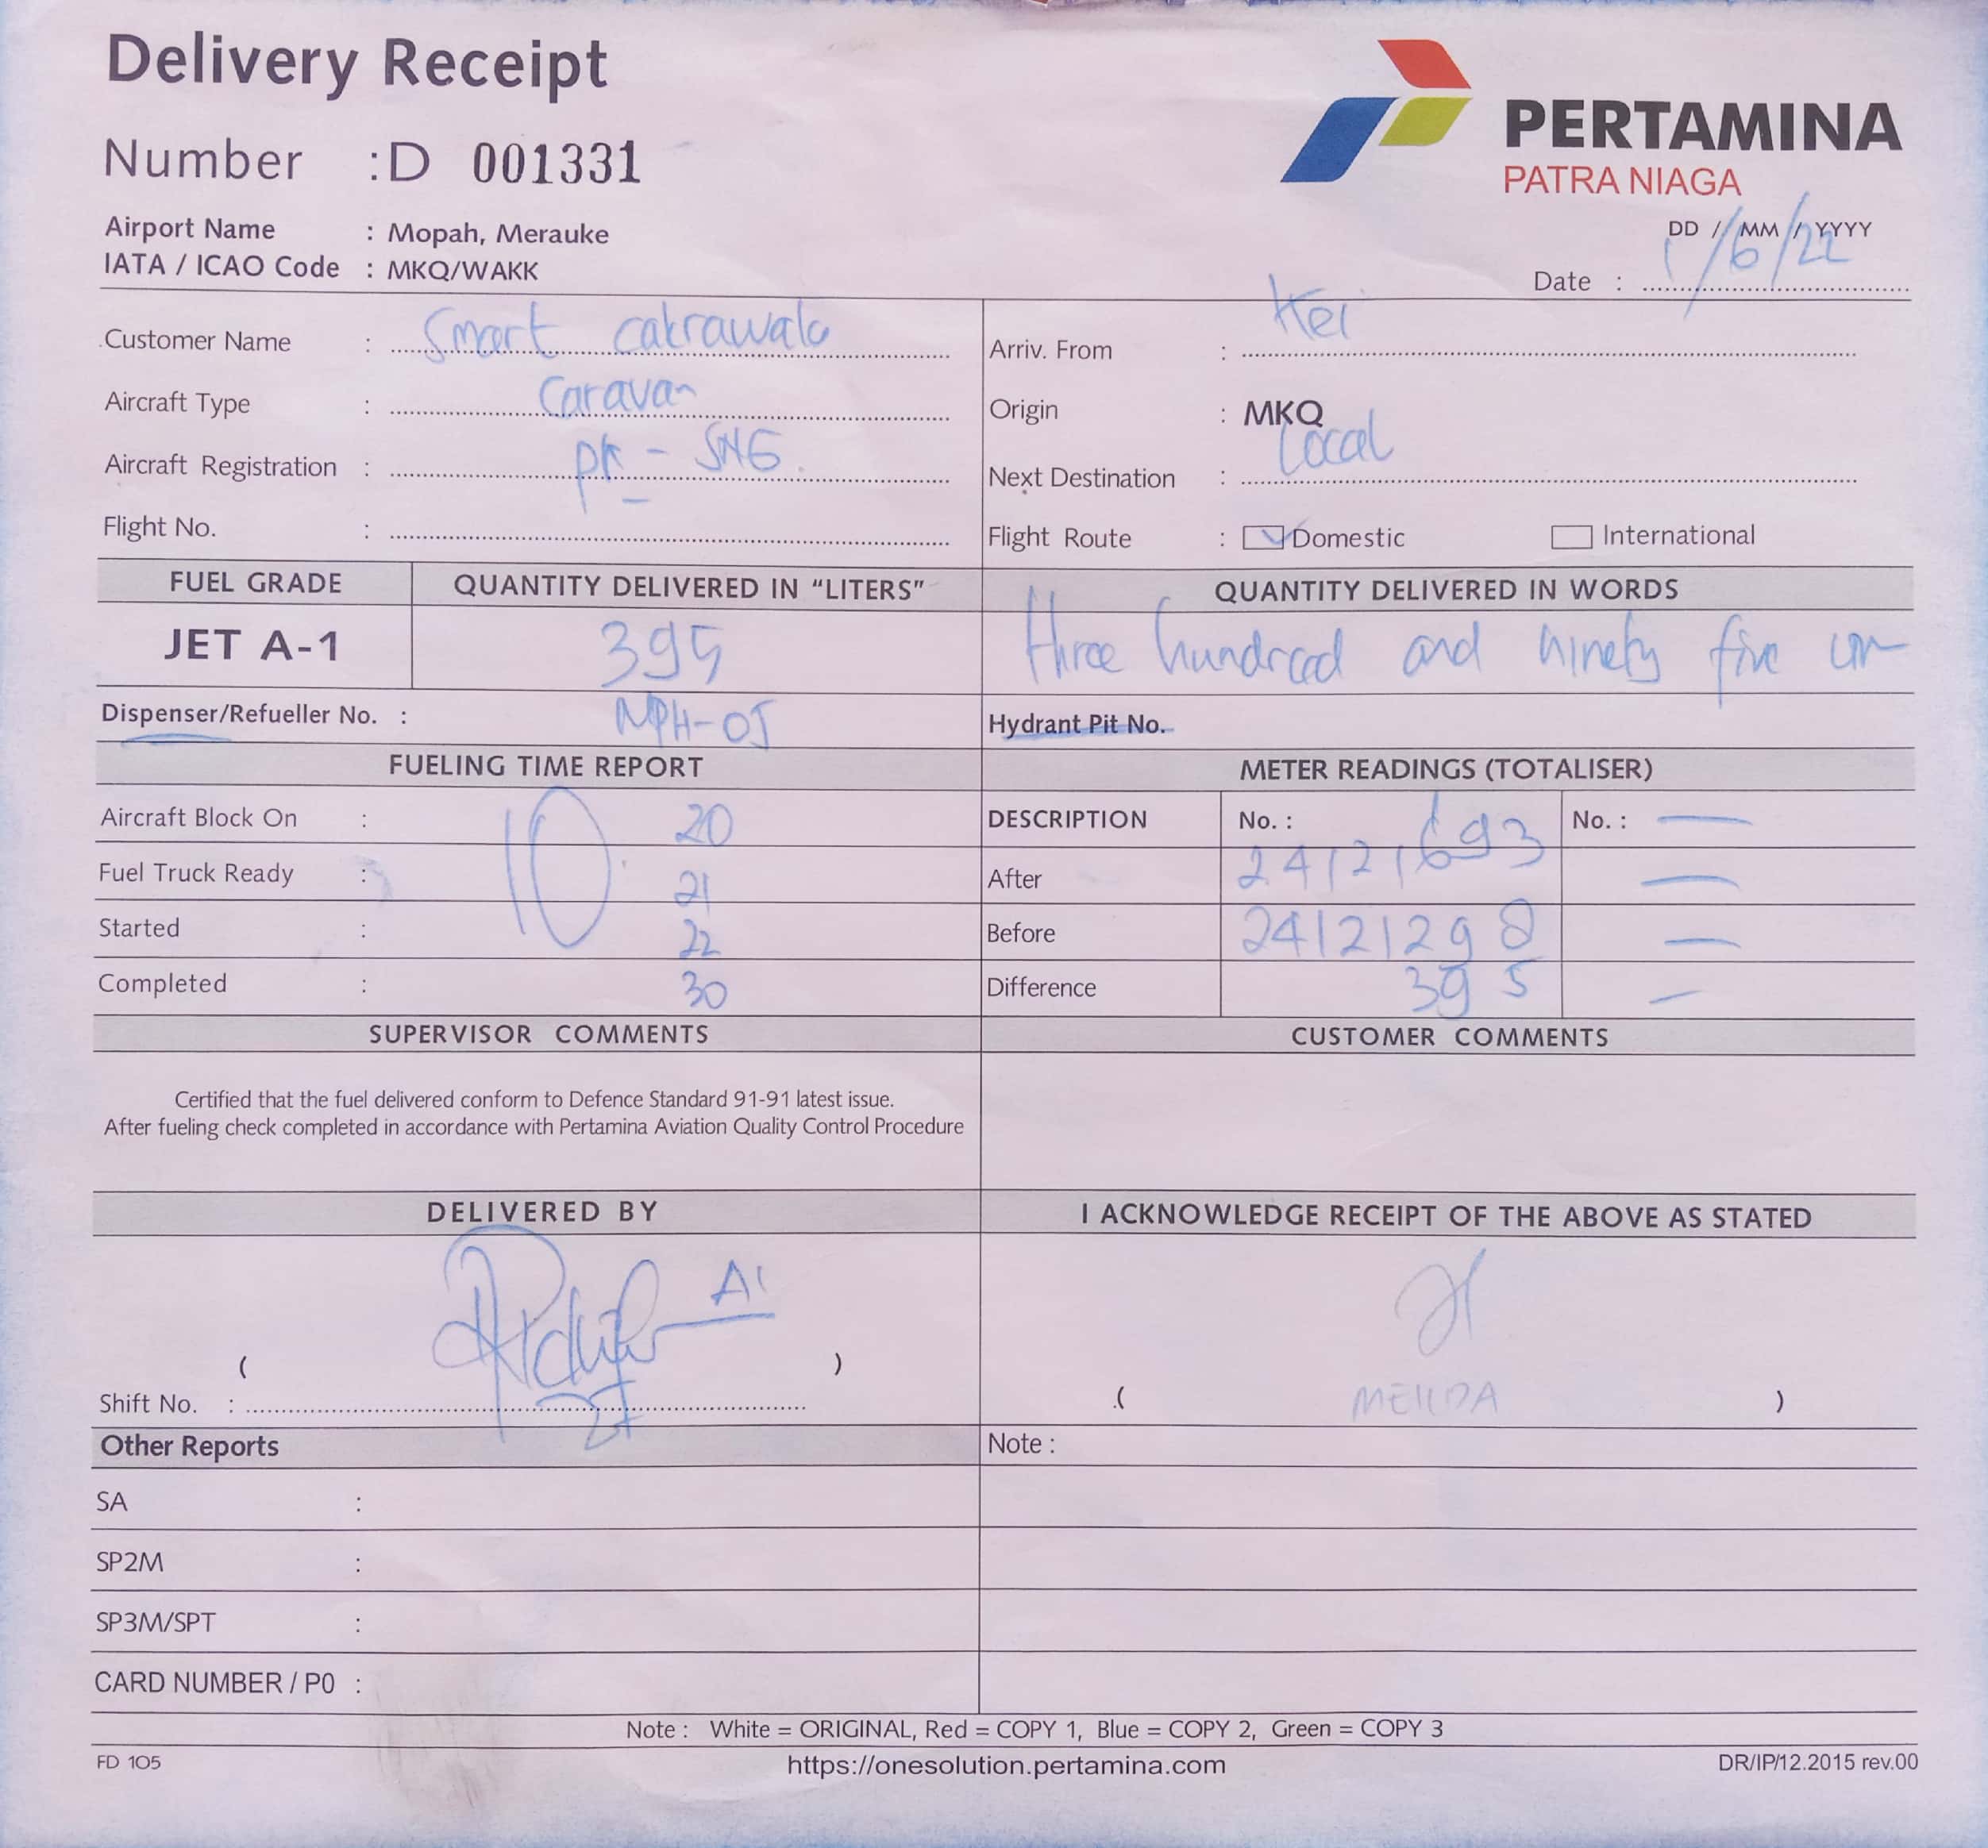 Delivery Receipt
PERTAMINA
PATRA NIAGA
Number : D 001331
Airport Name : Mopah, Merauke
IATA / ICAO Code : MKQ/WAKK
DD / MM / YYYY
Date : 1/6/22
Customer Name : Smart Cakrawala
Arriv. From : Kei
Aircraft Type : Caravan
Origin : MKQ
Aircraft Registration : PK - SNG
Next Destination : Local
Flight No. :
Flight Route : Domestic International
FUEL GRADE QUANTITY DELIVERED IN "LITERS" QUANTITY DELIVERED IN WORDS
JET A-1 395 three hundred and ninety five
Dispenser/Refueller No. : MPH-05 Hydrant Pit No.
FUELING TIME REPORT METER READINGS (TOTALISER)
Aircraft Block On : 10. 20
DESCRIPTION No. : No. : —
Fuel Truck Ready : 21
After 24121693 —
Started : 22
Before 24121298 —
Completed : 30
Difference 395 —
SUPERVISOR COMMENTS CUSTOMER COMMENTS
Certified that the fuel delivered conform to Defence Standard 91-91 latest issue.
After fueling check completed in accordance with Pertamina Aviation Quality Control Procedure
DELIVERED BY I ACKNOWLEDGE RECEIPT OF THE ABOVE AS STATED
( )
Shift No. :
( MEILDA )
Other Reports Note :
SA :
SP2M :
SP3M/SPT :
CARD NUMBER / P0 :
Note : White = ORIGINAL, Red = COPY 1, Blue = COPY 2, Green = COPY 3
FD 105 https://onesolution.pertamina.com DR/IP/12.2015 rev.00